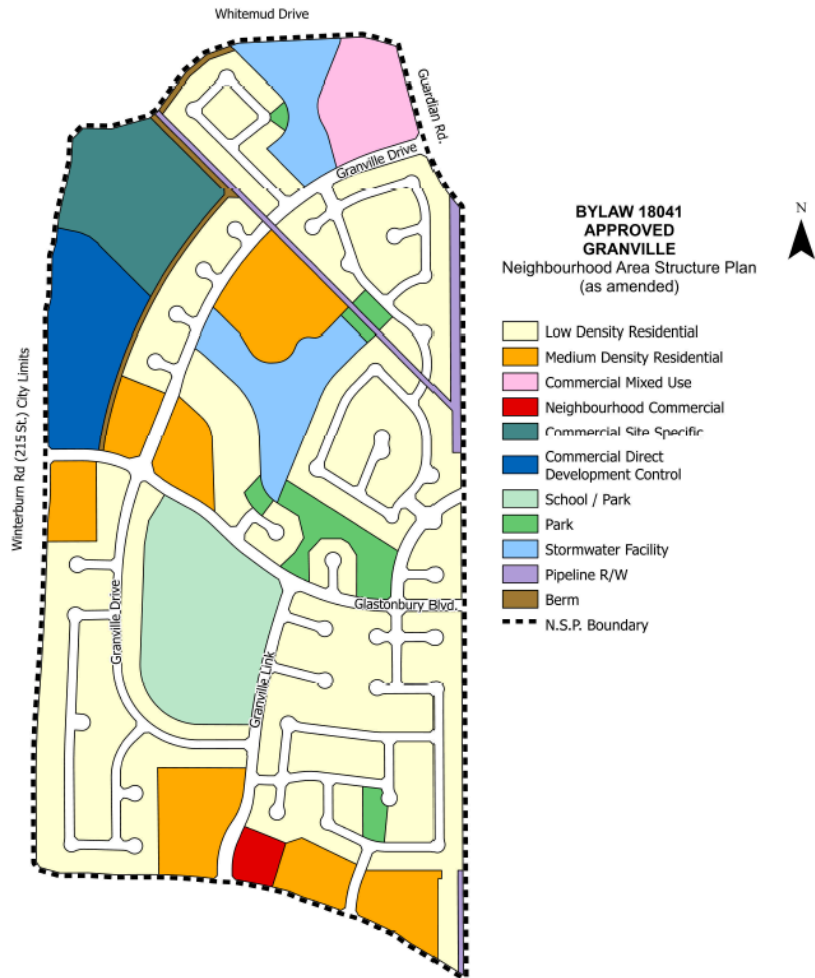 Whitemud Drive
Guardian Rd.
Granville Drive
Winterburn Rd (215 St.) City Limits
Granville Drive
Granville Link
Glastonbury Blvd.
BYLAW 18041
APPROVED
GRANVILLE
Neighbourhood Area Structure Plan
(as amended)
N
Low Density Residential
Medium Density Residential
Commercial Mixed Use
Neighbourhood Commercial
Commercial Site Specific
Commercial Direct
Development Control
School / Park
Park
Stormwater Facility
Pipeline R/W
Berm
N.S.P. Boundary